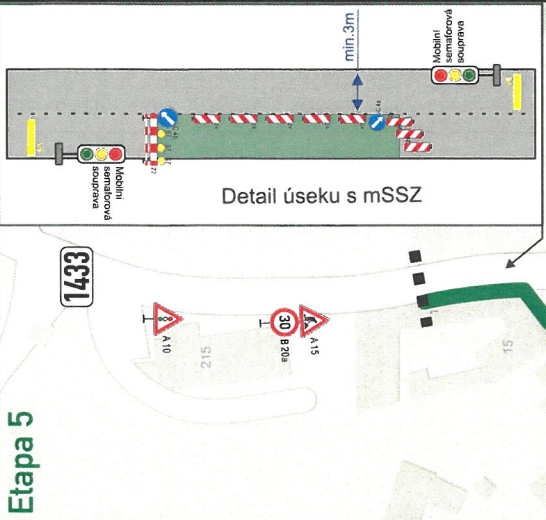 min.3m
Mobilní
semaforová
souprava
Mobilní
semaforová
souprava
Detail úseku s mSSZ
1433
A 10
215
30
B 20a
A 15
15
Etapa 5